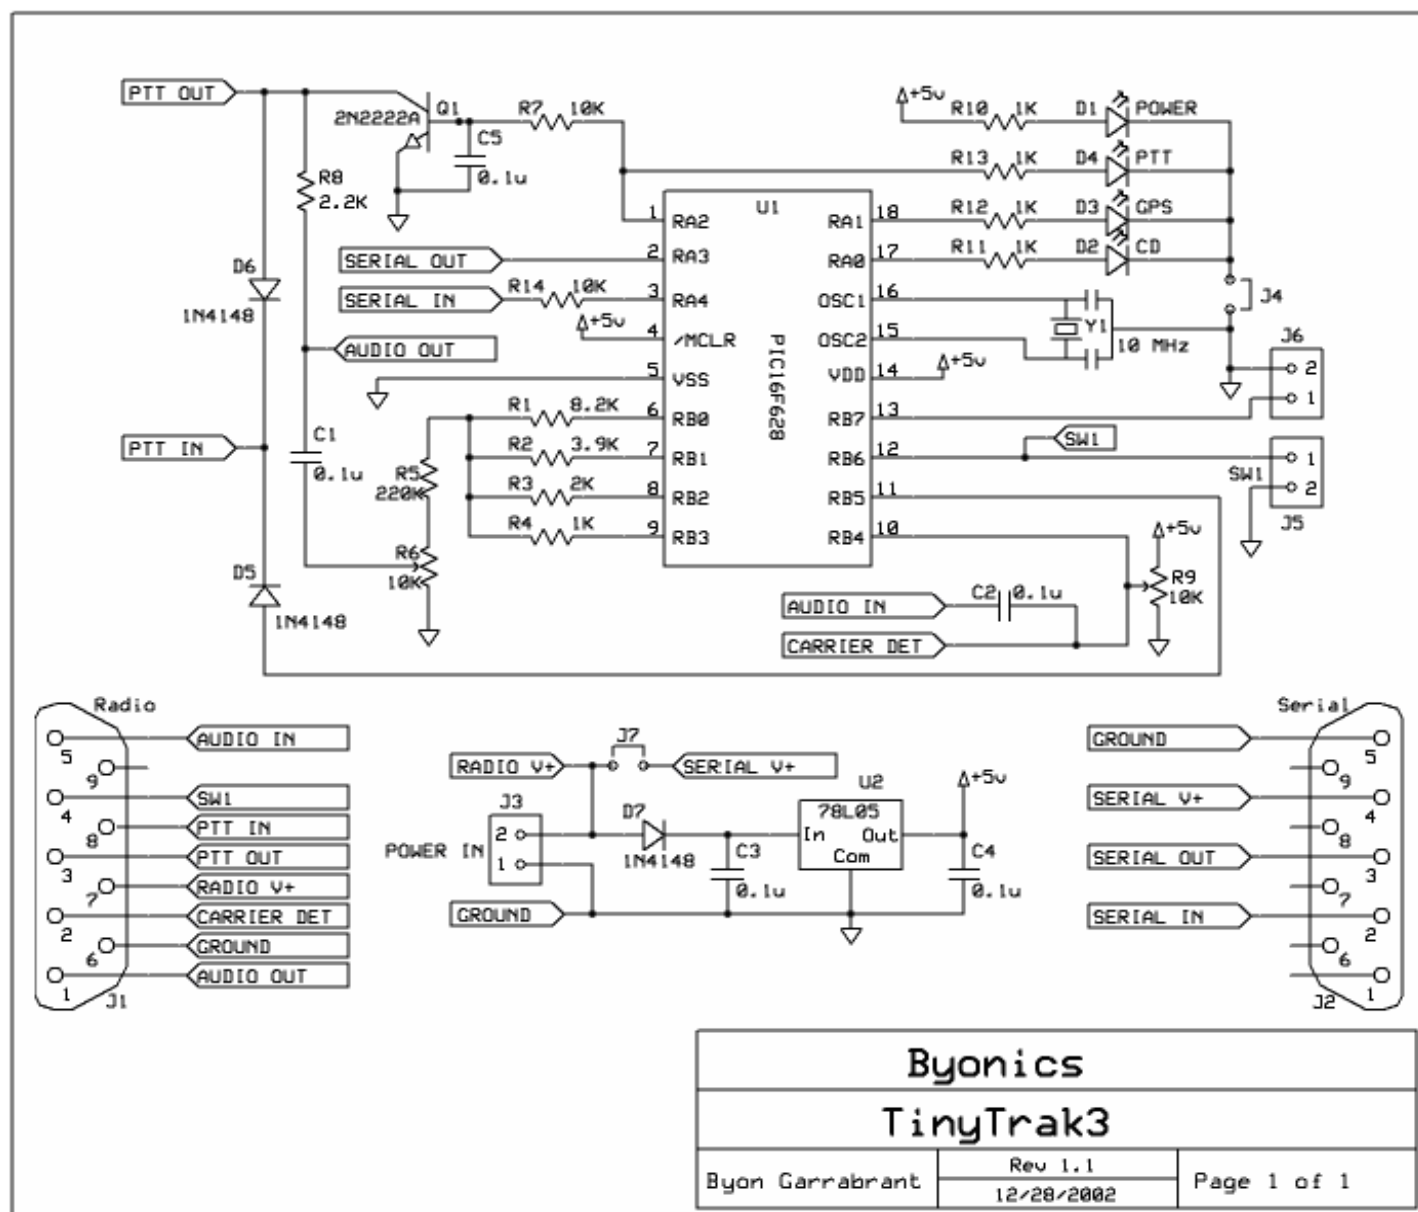 PTT OUT
2N2222A
Q1
C5
0.1u
R7 10K
+5v
R10 1K D1 POWER
R13 1K D4 PTT
R8
2.2K
U1
PIC16F628
1 RA2
RA1 18
R12 1K D3 GPS
SERIAL OUT
2 RA3
RA0 17
R11 1K D2 CD
SERIAL IN
R14 10K
3 RA4
OSC1 16
J4
D6
1N4148
+5v
4 /MCLR
OSC2 15
Y1
10 MHz
AUDIO OUT
5 VSS
VDD 14
+5v
J6
2
1
R1 8.2K
6 RB0
RB7 13
PTT IN
C1
0.1u
R2 3.9K
7 RB1
RB6 12
SW1
SW1
1
2
J5
R5
220K
R3 2K
8 RB2
RB5 11
R4 1K
9 RB3
RB4 10
R6
10K
+5v
R9
10K
D5
1N4148
AUDIO IN
C2 0.1u
CARRIER DET
Radio
5 AUDIO IN
9
4 SW1
8 PTT IN
3 PTT OUT
7 RADIO V+
2 CARRIER DET
6 GROUND
1 AUDIO OUT
J1
RADIO V+
J7
SERIAL V+
J3
POWER IN
2
1
D7
1N4148
U2
78L05
In Out
Com
+5v
C3
0.1u
C4
0.1u
GROUND
Serial
GROUND 5
9
SERIAL V+ 4
8
SERIAL OUT 3
7
SERIAL IN 2
6
1
J2
Byonics
TinyTrak3
Byon Garrabrant
Rev 1.1
12/28/2002
Page 1 of 1